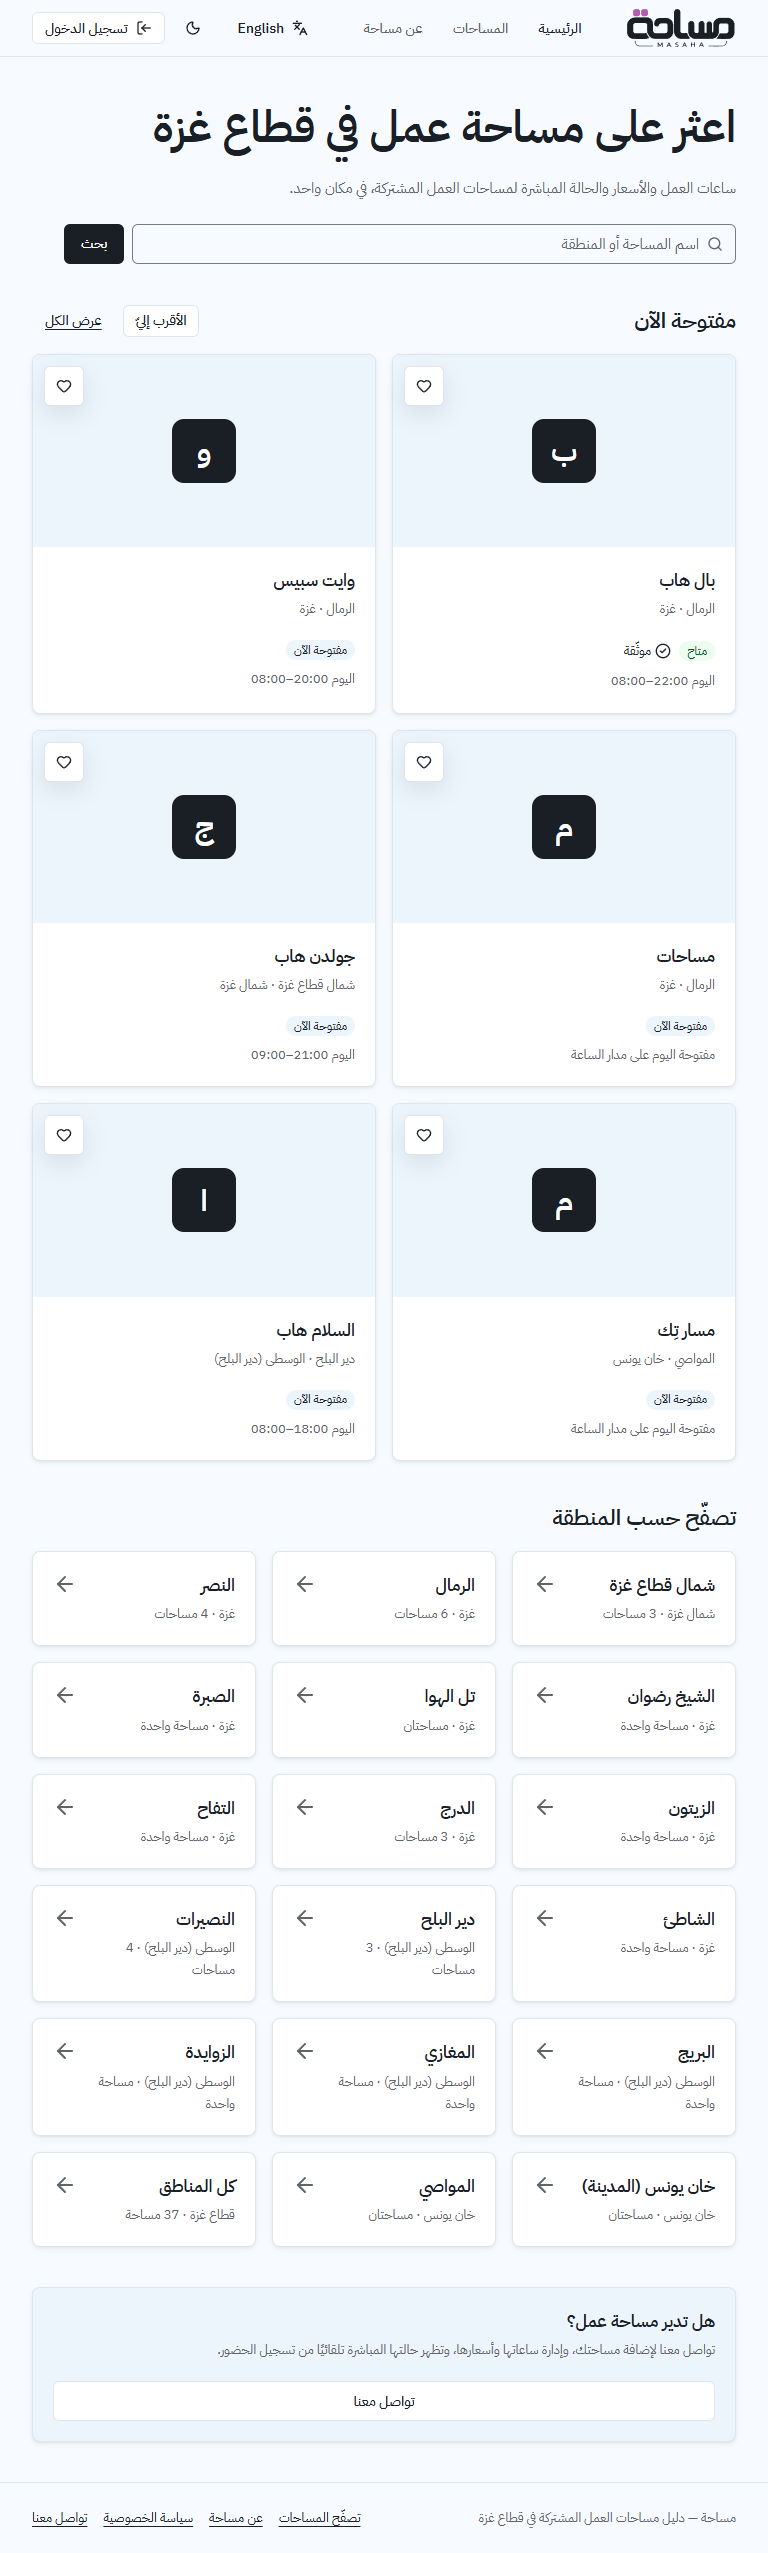 مساحة
MASAHA
الرئيسية
المساحات
عن مساحة
English
تسجيل الدخول
اعثر على مساحة عمل في قطاع غزة
ساعات العمل والأسعار والحالة المباشرة لمساحات العمل المشتركة، في مكان واحد.
اسم المساحة أو المنطقة
بحث
مفتوحة الآن
الأقرب إليّ
عرض الكل
ب
بال هاب
الرمال · غزة
متاح
موثّقة
اليوم 08:00–22:00
و
وايت سبيس
الرمال · غزة
مفتوحة الآن
اليوم 08:00–20:00
م
مساحات
الرمال · غزة
مفتوحة الآن
مفتوحة اليوم على مدار الساعة
ج
جولدن هاب
شمال قطاع غزة · شمال غزة
مفتوحة الآن
اليوم 09:00–21:00
م
مسار تِك
المواصي · خان يونس
مفتوحة الآن
مفتوحة اليوم على مدار الساعة
ا
السلام هاب
دير البلح · الوسطى (دير البلح)
مفتوحة الآن
اليوم 08:00–18:00
تصفّح حسب المنطقة
شمال قطاع غزة
شمال غزة · 3 مساحات
الرمال
غزة · 6 مساحات
النصر
غزة · 4 مساحات
الشيخ رضوان
غزة · مساحة واحدة
تل الهوا
غزة · مساحتان
الصبرة
غزة · مساحة واحدة
الزيتون
غزة · مساحة واحدة
الدرج
غزة · 3 مساحات
التفاح
غزة · مساحة واحدة
الشاطئ
غزة · مساحة واحدة
دير البلح
الوسطى (دير البلح) · 3
مساحات
النصيرات
الوسطى (دير البلح) · 4
مساحات
البريج
الوسطى (دير البلح) · مساحة
واحدة
المغازي
الوسطى (دير البلح) · مساحة
واحدة
الزوايدة
الوسطى (دير البلح) · مساحة
واحدة
خان يونس (المدينة)
خان يونس · مساحتان
المواصي
خان يونس · مساحتان
كل المناطق
قطاع غزة · 37 مساحة
هل تدير مساحة عمل؟
تواصل معنا لإضافة مساحتك، وإدارة ساعاتها وأسعارها، وتظهر حالتها المباشرة تلقائيًا من تسجيل الحضور.
تواصل معنا
مساحة — دليل مساحات العمل المشتركة في قطاع غزة
تصفّح المساحات
عن مساحة
سياسة الخصوصية
تواصل معنا